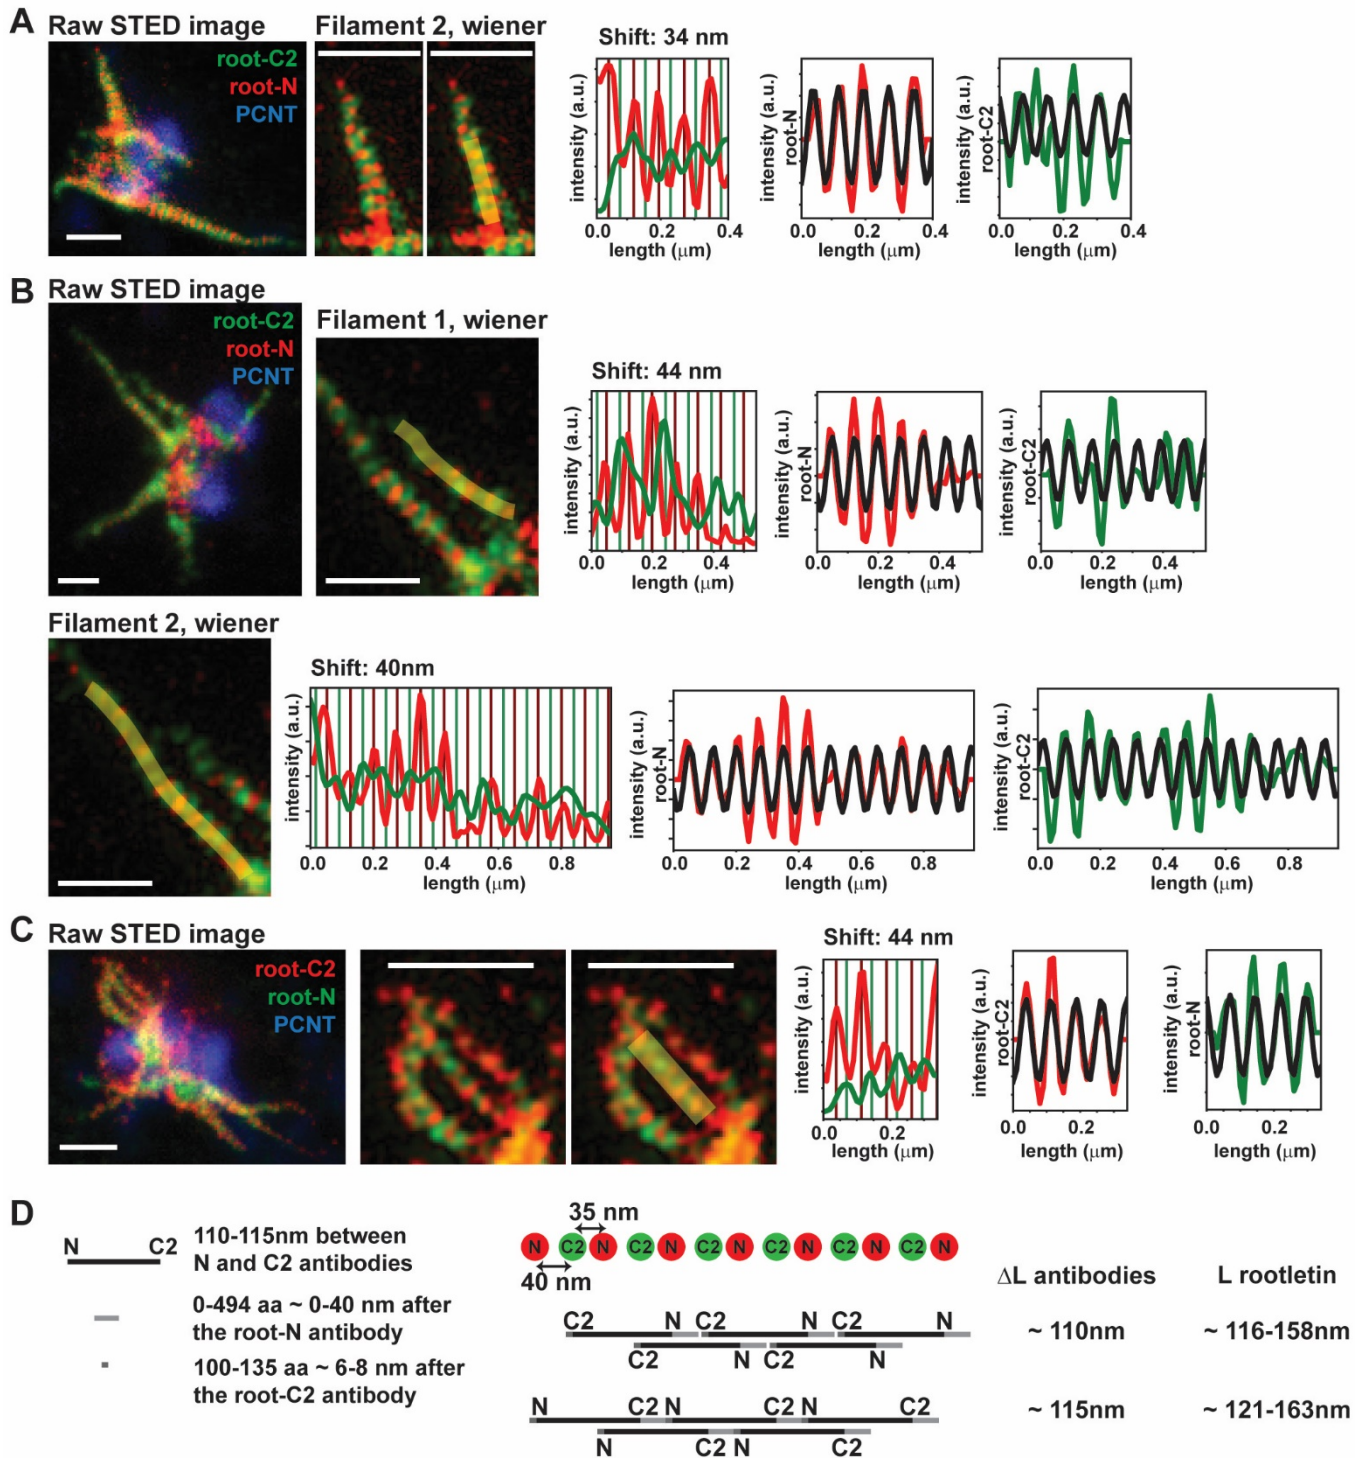 A
Raw STED image
root-C2
root-N
PCNT
Filament 2, wiener
Shift: 34 nm
intensity (a.u.)
0.0 0.2 0.4
length (μm)
intensity (a.u.)
root-N
0.0 0.2 0.4
length (μm)
intensity (a.u.)
root-C2
0.0 0.2 0.4
length (μm)
B
Raw STED image
root-C2
root-N
PCNT
Filament 1, wiener
Shift: 44 nm
intensity (a.u.)
0.0 0.2 0.4
length (μm)
intensity (a.u.)
root-N
0.0 0.2 0.4
length (μm)
intensity (a.u.)
root-C2
0.0 0.2 0.4
length (μm)
Filament 2, wiener
Shift: 40nm
intensity (a.u.)
0.0 0.2 0.4 0.6 0.8
length (μm)
intensity (a.u.)
root-N
0.0 0.2 0.4 0.6 0.8
length (μm)
intensity (a.u.)
root-C2
0.0 0.2 0.4 0.6 0.8
length (μm)
C
Raw STED image
root-C2
root-N
PCNT
Shift: 44 nm
intensity (a.u.)
0.0 0.2
length (μm)
intensity (a.u.)
root-C2
0.0 0.2
length (μm)
intensity (a.u.)
root-N
0.0 0.2
length (μm)
D
N C2
110-115nm between
N and C2 antibodies
0-494 aa ~ 0-40 nm after
the root-N antibody
100-135 aa ~ 6-8 nm after
the root-C2 antibody
35 nm
N C2 N C2 N C2 N C2 N C2 N C2 N
40 nm
C2 N C2 N C2 N
C2 N C2 N
N C2 N C2 N C2
N C2 N C2
ΔL antibodies L rootletin
~ 110nm ~ 116-158nm
~ 115nm ~ 121-163nm